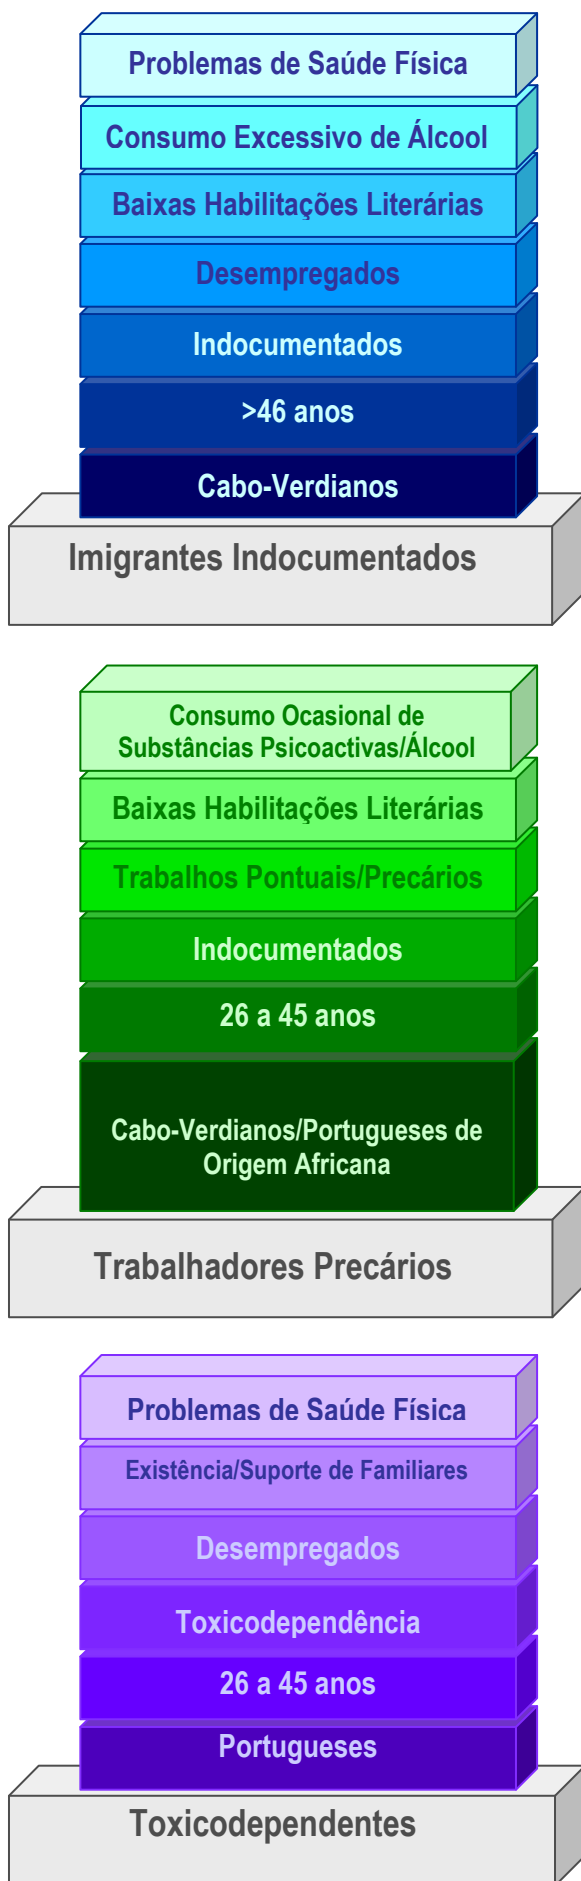 Problemas de Saúde Física
Consumo Excessivo de Álcool
Baixas Habilitações Literárias
Desempregados
Indocumentados
>46 anos
Cabo-Verdianos
Imigrantes Indocumentados
Consumo Ocasional de
Substâncias Psicoactivas/Álcool
Baixas Habilitações Literárias
Trabalhos Pontuais/Precários
Indocumentados
26 a 45 anos
Cabo-Verdianos/Portugueses de
Origem Africana
Trabalhadores Precários
Problemas de Saúde Física
Existência/Suporte de Familiares
Desempregados
Toxicodependência
26 a 45 anos
Portugueses
Toxicodependentes